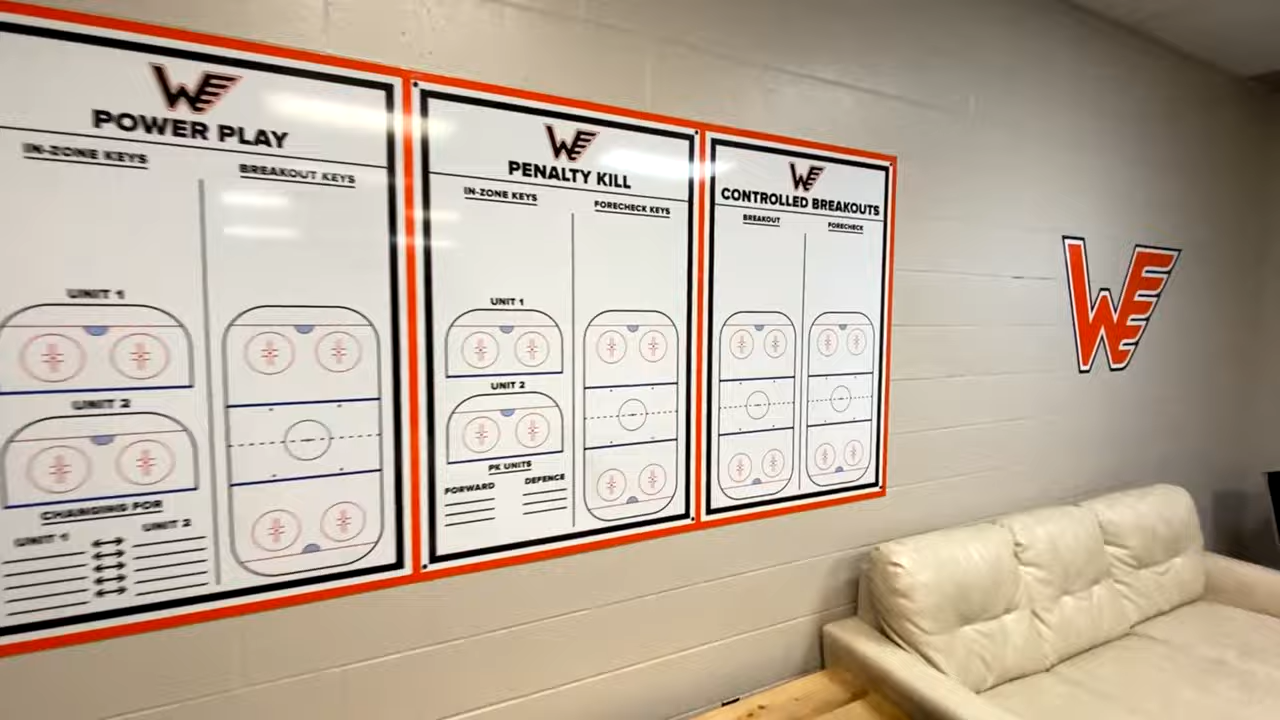 WE
POWER PLAY
IN-ZONE KEYS
BREAKOUT KEYS
UNIT 1
UNIT 2
CHANGING FOR
UNIT 1
UNIT 2
WE
PENALTY KILL
IN-ZONE KEYS
FORECHECK KEYS
UNIT 1
UNIT 2
PK UNITS
FORWARD
DEFENCE
WE
CONTROLLED BREAKOUTS
BREAKOUT
FORECHECK
WE